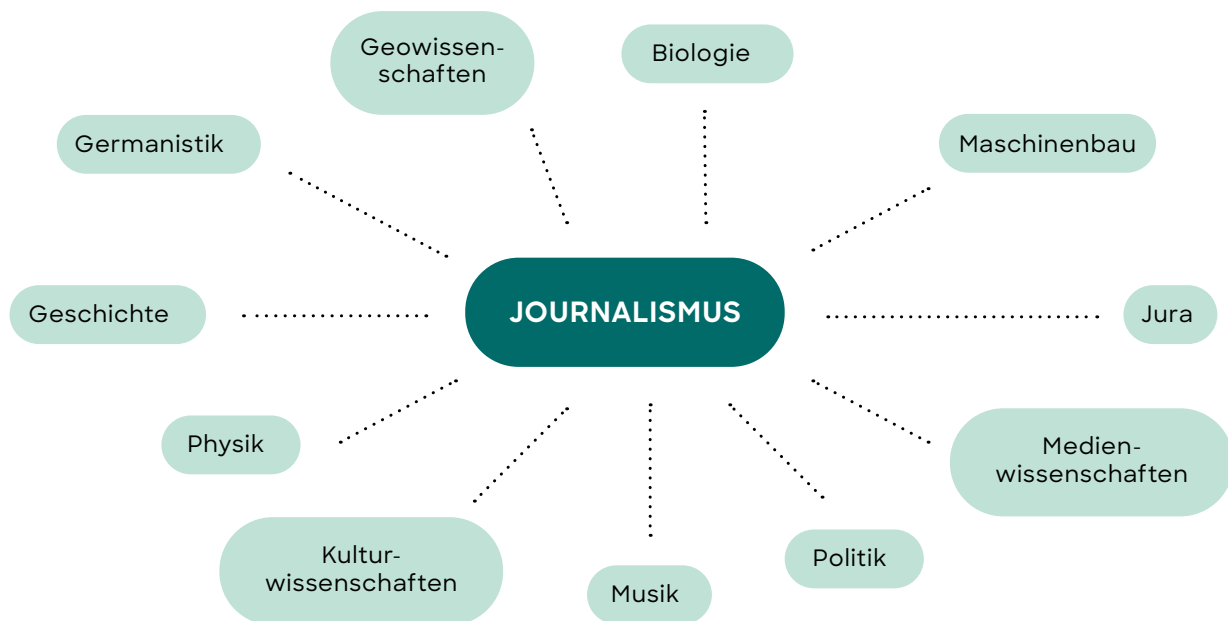 Geowissen-
schaften
Biologie
Germanistik
Maschinenbau
JOURNALISMUS
Geschichte
Jura
Physik
Medien-
wissenschaften
Kultur-
wissenschaften
Politik
Musik